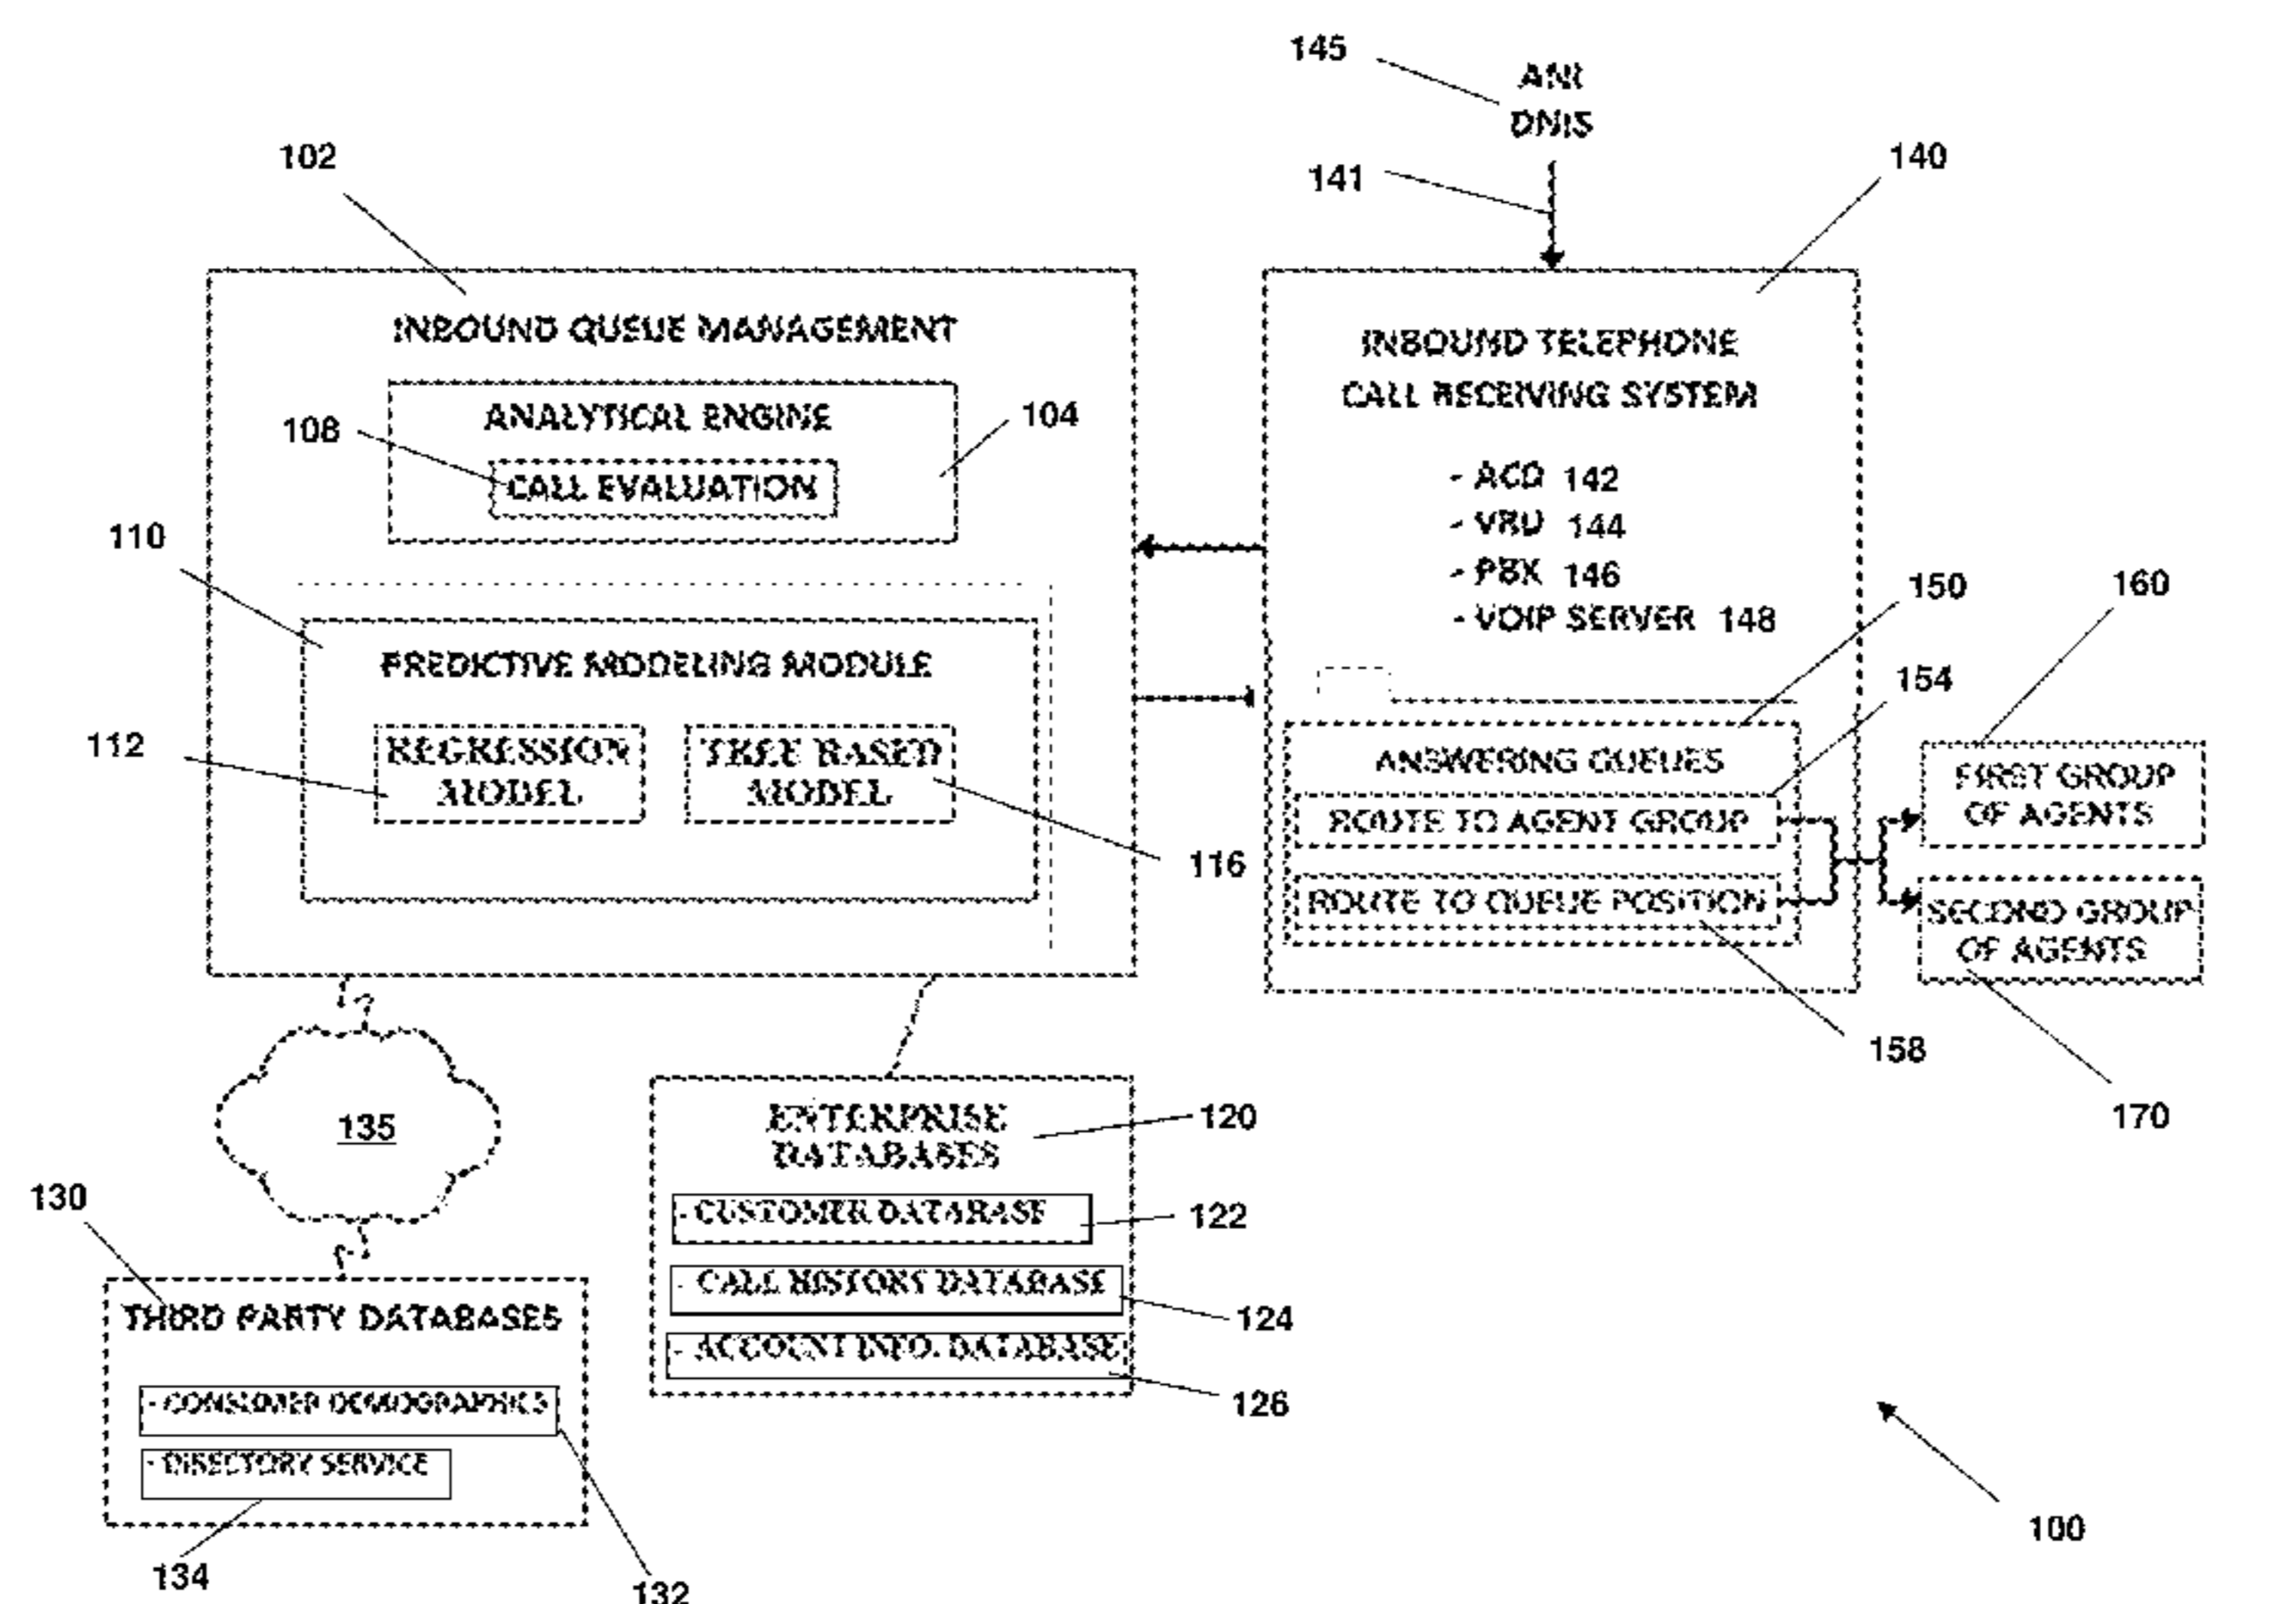 145
ANI
DNIS
141
102
140
INBOUND QUEUE MANAGEMENT
ANALYTICAL ENGINE
108
104
CALL EVALUATION
110
PREDICTIVE MODELING MODULE
112
REGRESSION
MODEL
TREE BASED
MODEL
116
INBOUND TELEPHONE
CALL RECEIVING SYSTEM
- ACD 142
- VRU 144
- PBX 146
- VOIP SERVER 148
150
160
154
ANSWERING QUEUES
ROUTE TO AGENT GROUP
ROUTE TO QUEUE POSITION
FIRST GROUP
OF AGENTS
SECOND GROUP
OF AGENTS
158
170
135
130
THIRD PARTY DATABASES
- CONSUMER DEMOGRAPHICS
- DIRECTORY SERVICE
134
132
ENTERPRISE
DATABASES
120
- CUSTOMER DATABASE
122
- CALL HISTORY DATABASE
124
- ACCOUNT INFO. DATABASE
126
100